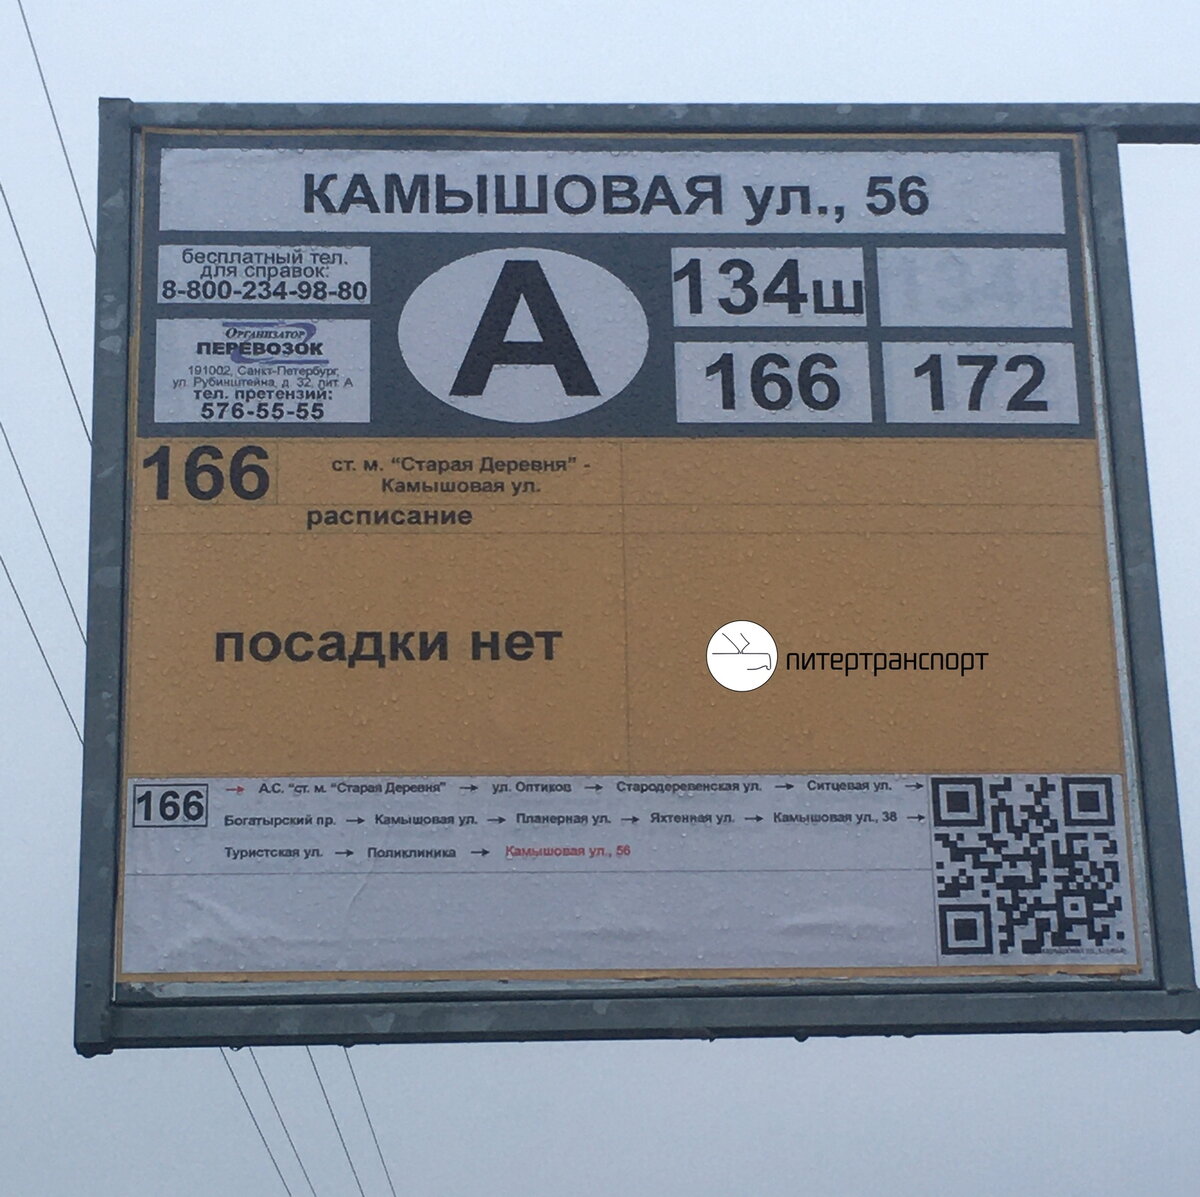 КАМЫШОВАЯ ул., 56
бесплатный тел.
для справок:
8-800-234-98-80
Организатор
ПЕРЕВОЗОК
191002, Санкт-Петербург,
ул. Рубинштейна, д. 32, лит. А
тел. претензий:
576-55-55
А
134ш
166 172
166
ст. м. "Старая Деревня" -
Камышовая ул.
расписание
посадки нет
питертранспорт
166
→ А.С. "ст. м. "Старая Деревня" → ул. Оптиков → Стародеревенская ул. → Ситцевая ул. →
Богатырский пр. → Камышовая ул. → Планерная ул. → Яхтенная ул. → Камышовая ул., 38 →
Туристская ул. → Поликлиника → Камышовая ул., 56